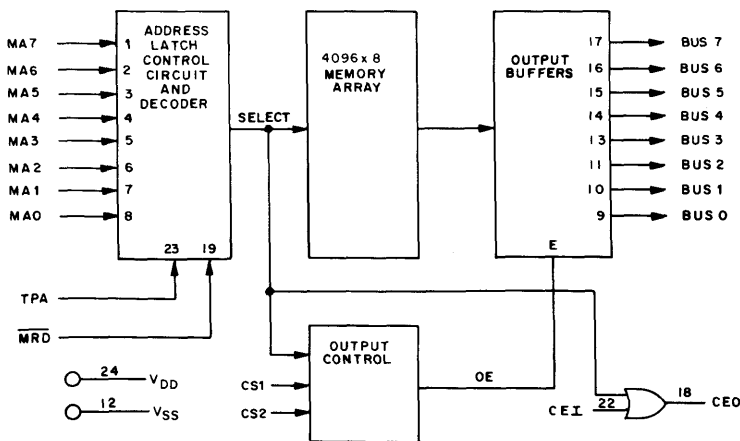 ADDRESS
LATCH
CONTROL
CIRCUIT
AND
DECODER
MA7 1
MA6 2
MA5 3
MA4 4
MA3 5
MA2 6
MA1 7
MA0 8
23 19
TPA
MRD
SELECT
4096 x 8
MEMORY
ARRAY
OUTPUT
BUFFERS
17 BUS 7
16 BUS 6
15 BUS 5
14 BUS 4
13 BUS 3
11 BUS 2
10 BUS 1
9 BUS 0
E
OUTPUT
CONTROL
CS1
CS2
OE
24 VDD
12 VSS
CEI 22
18 CEO